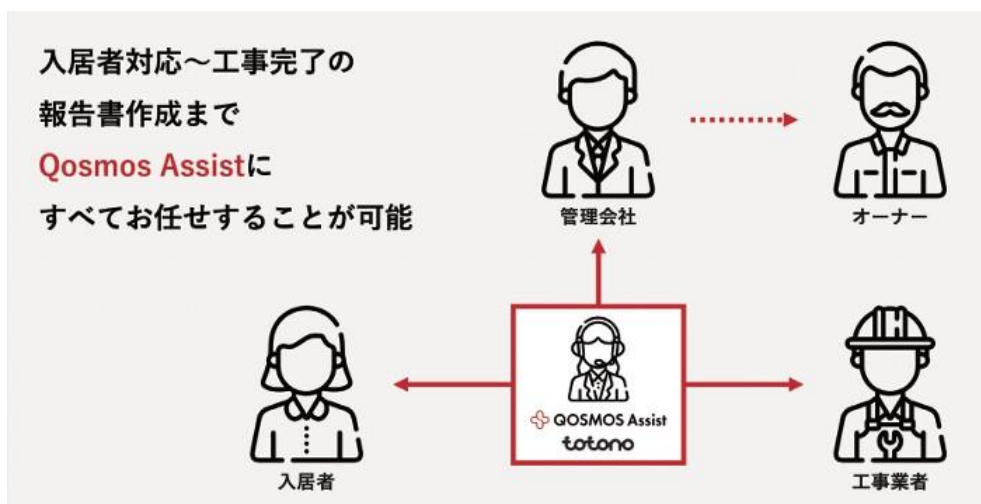 入居者対応～工事完了の
報告書作成まで
Qosmos Assistに
すべてお任せすることが可能
管理会社
オーナー
QOSMOS Assist
totono
入居者
工事業者